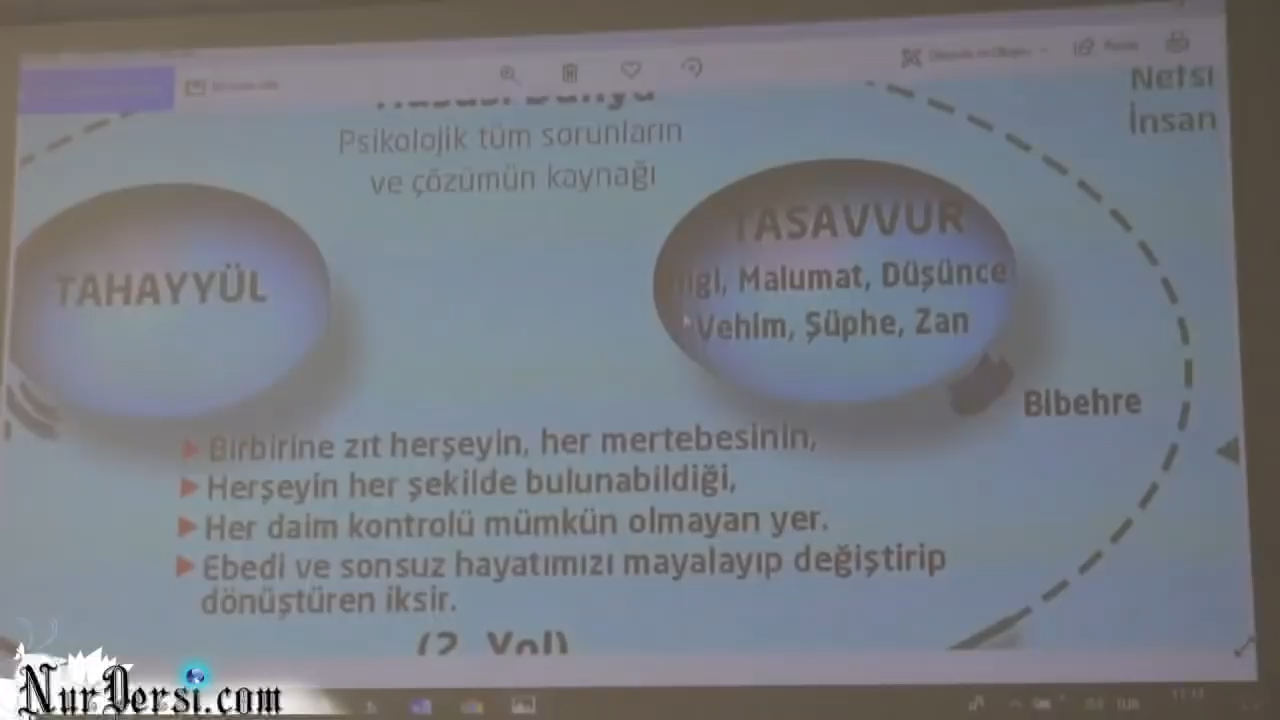 Psikolojik tüm sorunların
ve çözümün kaynağı
Nefsi
İnsan
TAHAYYÜL
TASAVVUR
Malumat, Düşünce
Vehim, Şüphe, Zan
Bibehre
Birbirine zıt herşeyin, her mertebesinin,
Herşeyin her şekilde bulunabildiği,
Her daim kontrolü mümkün olmayan yer.
Ebedi ve sonsuz hayatımızı mayalayıp değiştirip
dönüştüren iksir.
(2. Yol)
NurDersi.com